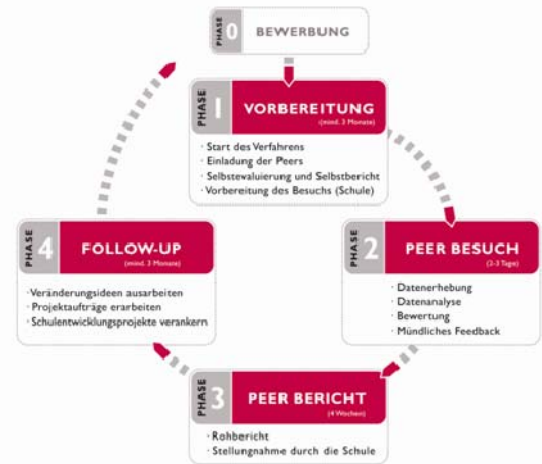 PHASE 0 BEWERBUNG
PHASE 1 VORBEREITUNG
(mind. 3 Monate)
· Start des Verfahrens
· Einladung der Peers
· Selbstevaluierung und Selbstbericht
· Vorbereitung des Besuchs (Schule)
PHASE 2 PEER BESUCH
(2-3 Tage)
· Datenerhebung
· Datenanalyse
· Bewertung
· Mündliches Feedback
PHASE 3 PEER BERICHT
(4 Wochen)
· Rohbericht
· Stellungnahme durch die Schule
PHASE 4 FOLLOW-UP
(mind. 3 Monate)
· Veränderungsideen ausarbeiten
· Projektaufträge erarbeiten
· Schulentwicklungsprojekte verankern